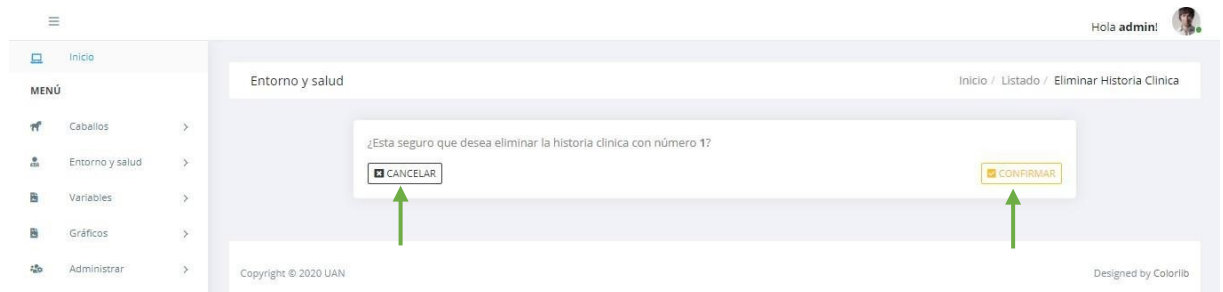 Hola admin!
Inicio
MENÚ
Caballos
Entorno y salud
Variables
Gráficos
Administrar
Entorno y salud
Inicio / Listado / Eliminar Historia Clinica
¿Esta seguro que desea eliminar la historia clinica con número 1?
CANCELAR
CONFIRMAR
Copyright © 2020 UAN
Designed by Colorlib